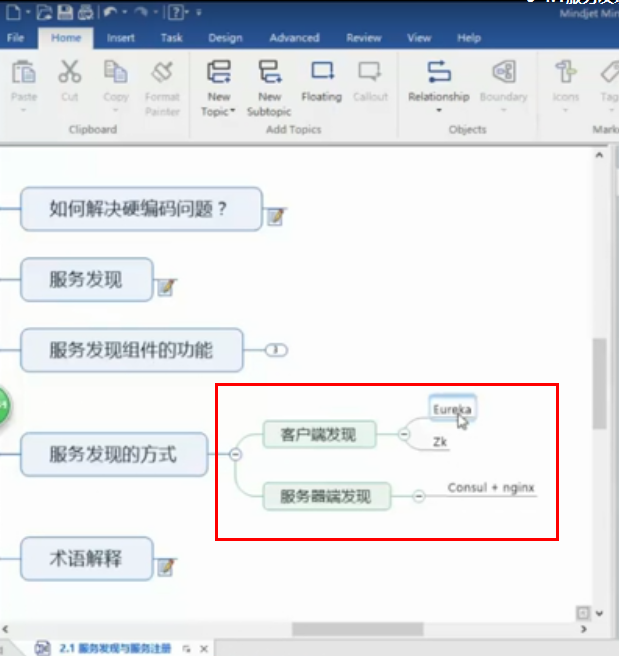 Mindjet Min
File Home Insert Task Design Advanced Review View Help
Paste Cut Copy Format Painter New Topic New Subtopic Floating Callout Relationship Boundary Icons Tag
Clipboard Add Topics Objects Mark
如何解决硬编码问题？
服务发现
服务发现组件的功能
3
服务发现的方式
客户端发现
Eureka
Zk
服务器端发现
Consul + nginx
术语解释
2.1 服务发现与服务注册